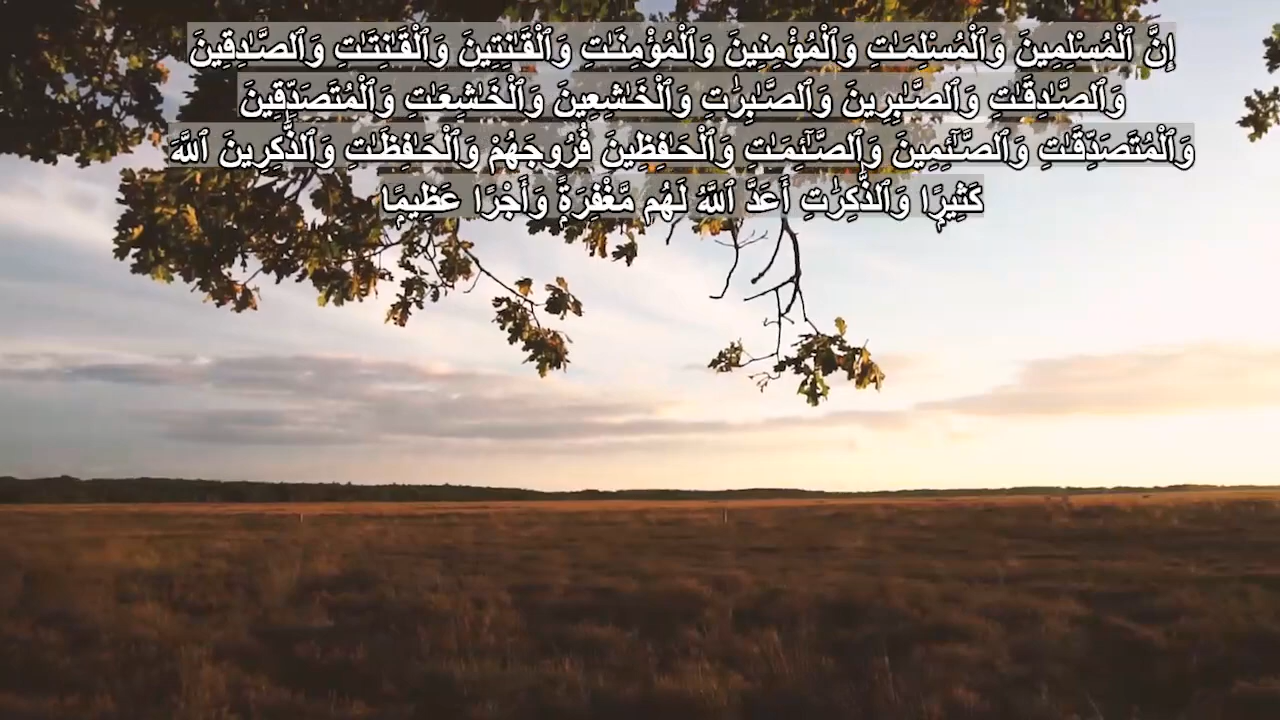 إِنَّ ٱلْمُسْلِمِينَ وَٱلْمُسْلِمَـٰتِ وَٱلْمُؤْمِنِينَ وَٱلْمُؤْمِنَـٰتِ وَٱلْقَـٰنِتِينَ وَٱلْقَـٰنِتَـٰتِ وَٱلصَّـٰدِقِينَ
وَٱلصَّـٰدِقَـٰتِ وَٱلصَّـٰبِرِينَ وَٱلصَّـٰبِرَٰتِ وَٱلْخَـٰشِعِينَ وَٱلْخَـٰشِعَـٰتِ وَٱلْمُتَصَدِّقِينَ
وَٱلْمُتَصَدِّقَـٰتِ وَٱلصَّـٰٓئِمِينَ وَٱلصَّـٰٓئِمَـٰتِ وَٱلْحَـٰفِظِينَ فُرُوجَهُمْ وَٱلْحَـٰفِظَـٰتِ وَٱلذَّٰكِرِينَ ٱللَّهَ
كَثِيرًۭا وَٱلذَّٰكِرَٰتِ أَعَدَّ ٱللَّهُ لَهُم مَّغْفِرَةًۭ وَأَجْرًا عَظِيمًۭا